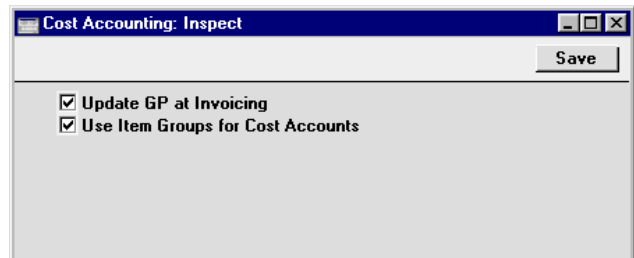 Cost Accounting: Inspect
Save
Update GP at Invoicing
Use Item Groups for Cost Accounts